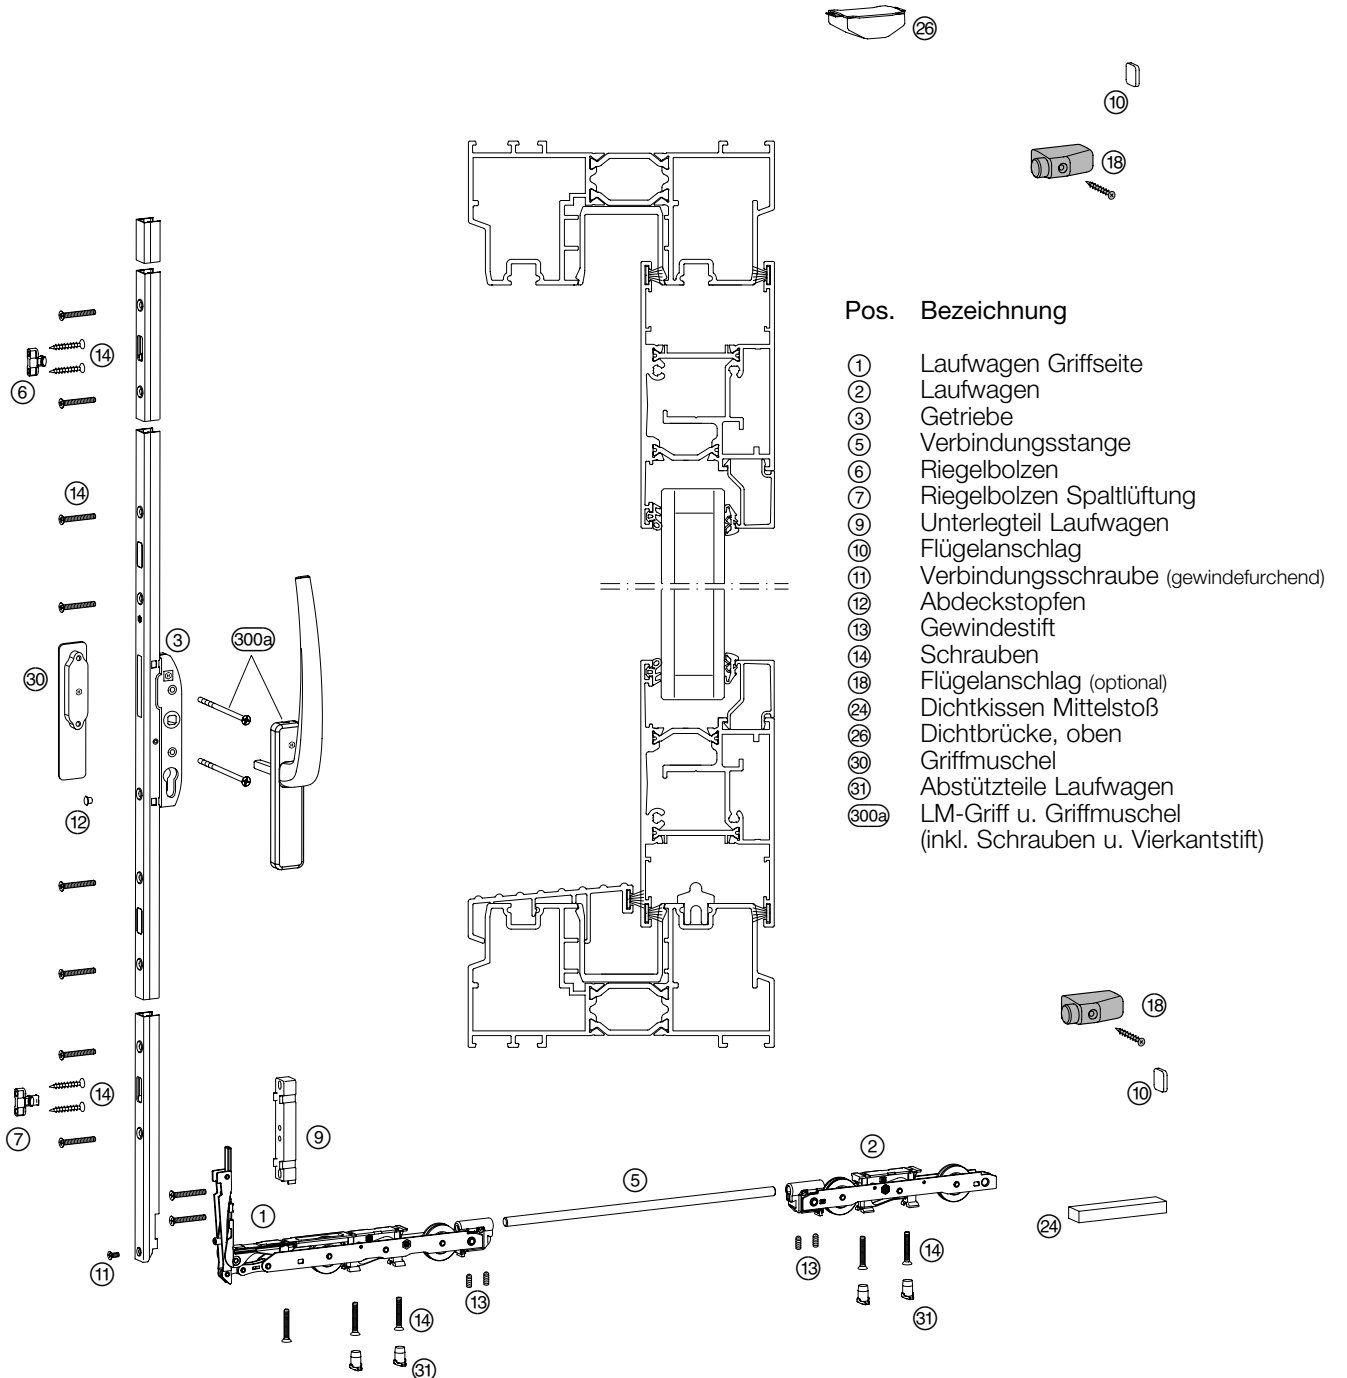 26
10
18
Pos. Bezeichnung
1 Laufwagen Griffseite
2 Laufwagen
3 Getriebe
5 Verbindungsstange
6 Riegelbolzen
7 Riegelbolzen Spaltlüftung
9 Unterlegteil Laufwagen
10 Flügelanschlag
11 Verbindungsschraube (gewindefurchend)
12 Abdeckstopfen
13 Gewindestift
14 Schrauben
18 Flügelanschlag (optional)
24 Dichtkissen Mittelstoß
26 Dichtbrücke, oben
30 Griffmuschel
31 Abstützteile Laufwagen
300a LM-Griff u. Griffmuschel
(inkl. Schrauben u. Vierkantstift)
14
6
14
3
300a
30
12
18
14
10
7
9
2
5
1
24
11
13
14
13
14
31
31